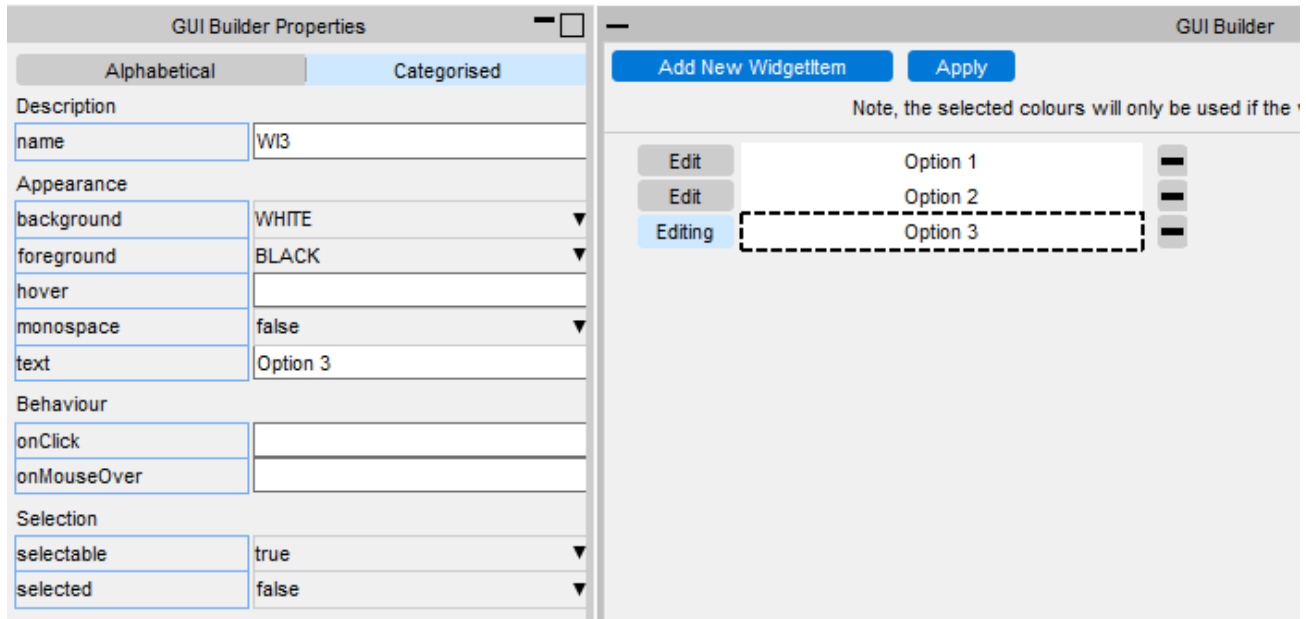 GUI Builder Properties
Alphabetical Categorised
Description
name WI3
Appearance
background WHITE
foreground BLACK
hover
monospace false
text Option 3
Behaviour
onClick
onMouseOver
Selection
selectable true
selected false
GUI Builder
Add New WidgetItem Apply
Note, the selected colours will only be used if the
Edit Option 1
Edit Option 2
Editing Option 3